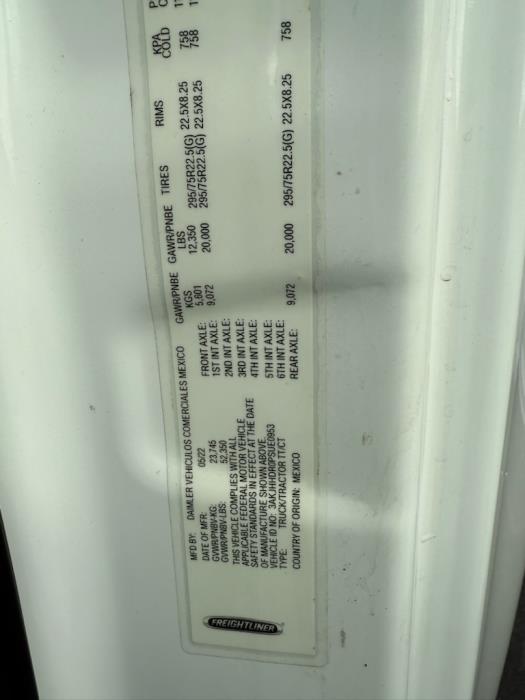 FREIGHTLINER
MFD BY: DAIMLER VEHICULOS COMERCIALES MEXICO
DATE OF MFR: 05/22
GVWR/PNBV-KG: 23,745
GVWR/PNBV-LBS: 52,350
THIS VEHICLE COMPLIES WITH ALL
APPLICABLE FEDERAL MOTOR VEHICLE
SAFETY STANDARDS IN EFFECT AT THE DATE
OF MANUFACTURE SHOWN ABOVE.
VEHICLE ID NO: 3AKJHHDR0PSUE0953
TYPE: TRUCK/TRACTOR TT/CT
COUNTRY OF ORIGIN: MEXICO
GAWR/PNBE GAWR/PNBE TIRES RIMS KPA
KGS LBS COLD
FRONT AXLE: 5,601 12,350 295/75R22.5(G) 22.5X8.25 758
1ST INT AXLE: 9,072 20,000 295/75R22.5(G) 22.5X8.25 758
2ND INT AXLE:
3RD INT AXLE:
4TH INT AXLE:
5TH INT AXLE:
6TH INT AXLE:
REAR AXLE: 9,072 20,000 295/75R22.5(G) 22.5X8.25 758